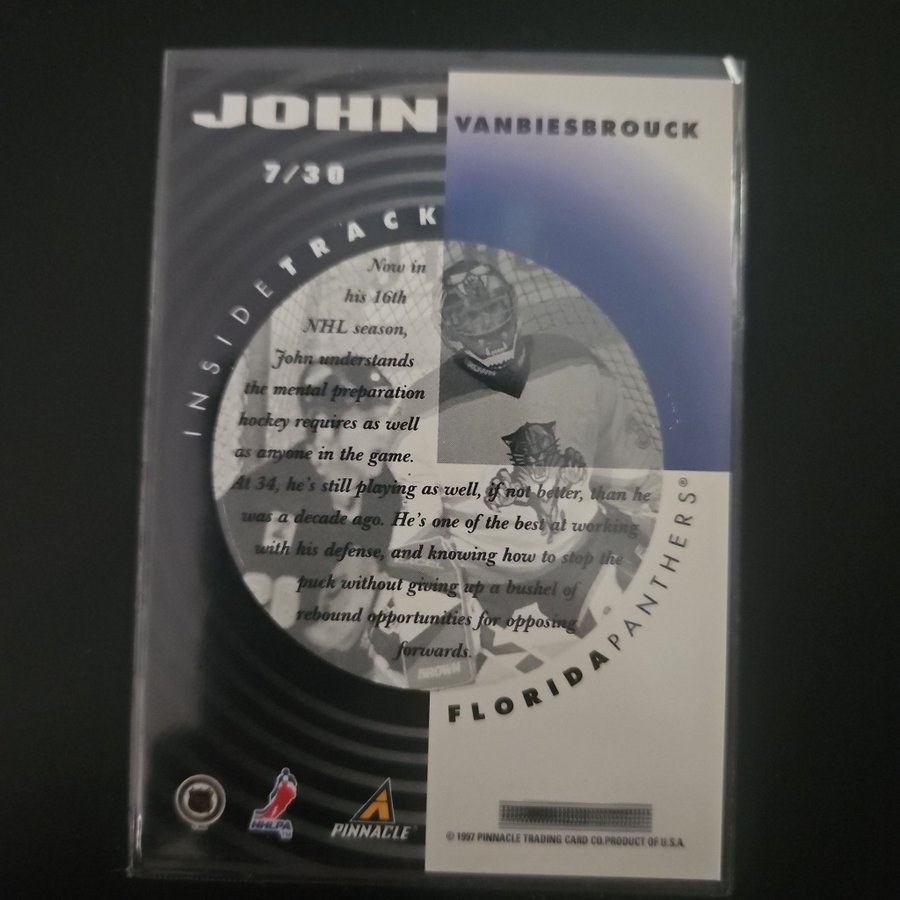 JOHN VANBIESBROUCK
7/30
INSIDETRACK
Now in
his 16th
NHL season,
John understands
the mental preparation
hockey requires as well
as anyone in the game.
At 34, he's still playing as well, if not better, than he
was a decade ago. He's one of the best at working
with his defense, and knowing how to stop the
puck without giving up a bushel of
rebound opportunities for opposing
forwards.
BROWN
FLORIDAPANTHERS®
NHLPA
PINNACLE
© 1997 PINNACLE TRADING CARD CO. PRODUCT OF U.S.A.